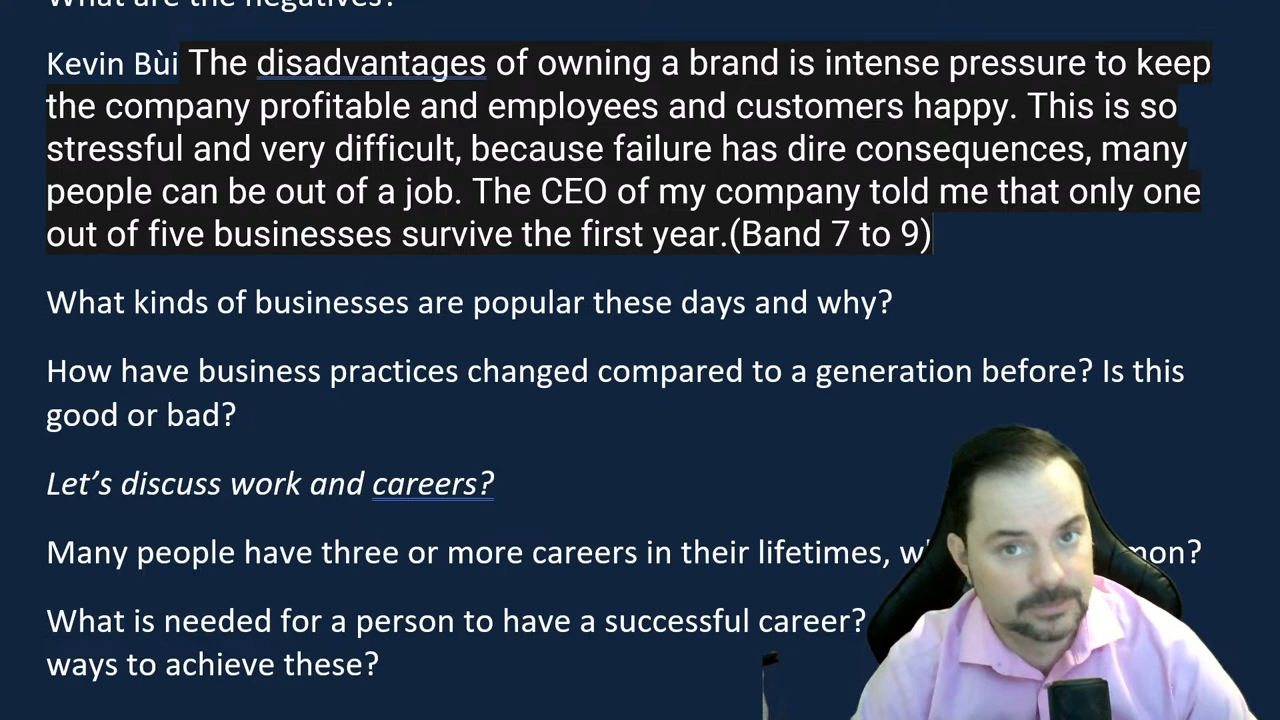 What are the negatives?
Kevin Bùi The disadvantages of owning a brand is intense pressure to keep
the company profitable and employees and customers happy. This is so
stressful and very difficult, because failure has dire consequences, many
people can be out of a job. The CEO of my company told me that only one
out of five businesses survive the first year.(Band 7 to 9)
What kinds of businesses are popular these days and why?
How have business practices changed compared to a generation before? Is this
good or bad?
Let’s discuss work and careers?
Many people have three or more careers in their lifetimes,
What is needed for a person to have a successful career?
ways to achieve these?